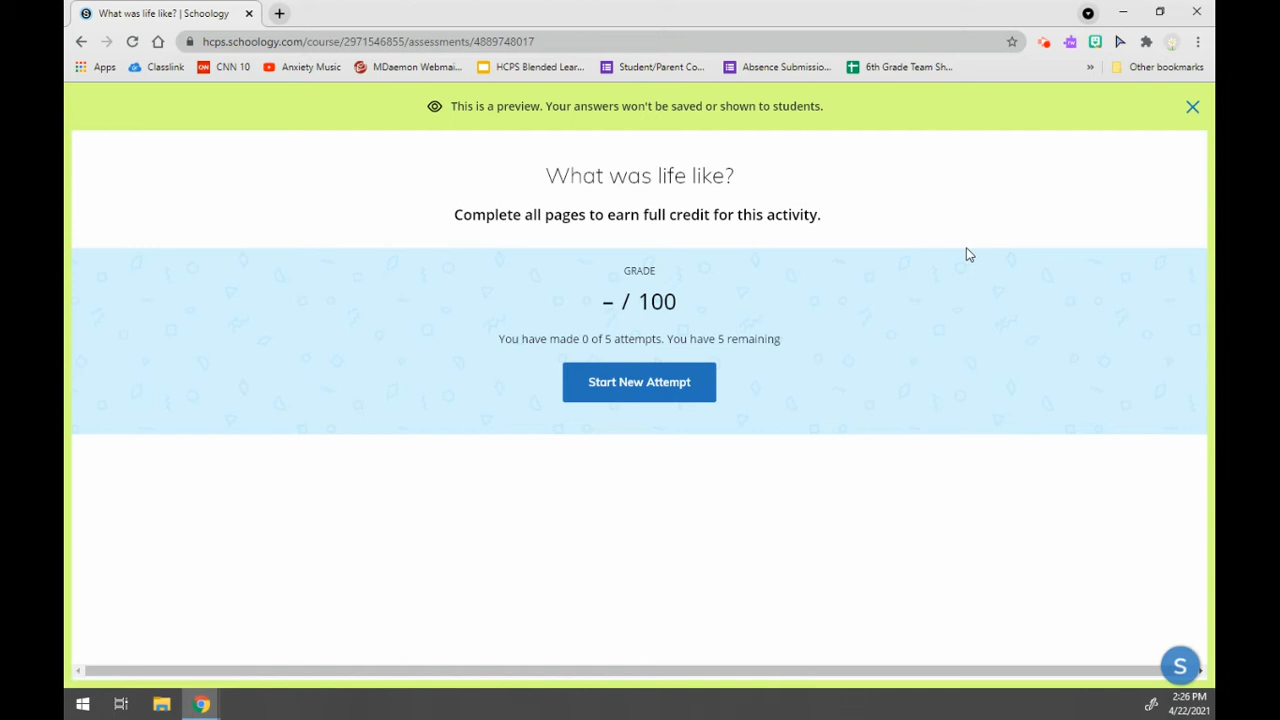 What was life like? | Schoology
hcps.schoology.com/course/2971546855/assessments/4889748017
Apps Classlink CNN CNN 10 Anxiety Music MDaemon Webmai... HCPS Blended Lear... Student/Parent Co... Absence Submissio... 6th Grade Team Sh... » Other bookmarks
This is a preview. Your answers won't be saved or shown to students.
What was life like?
Complete all pages to earn full credit for this activity.
GRADE
– / 100
You have made 0 of 5 attempts. You have 5 remaining
Start New Attempt
S
2:26 PM
4/22/2021